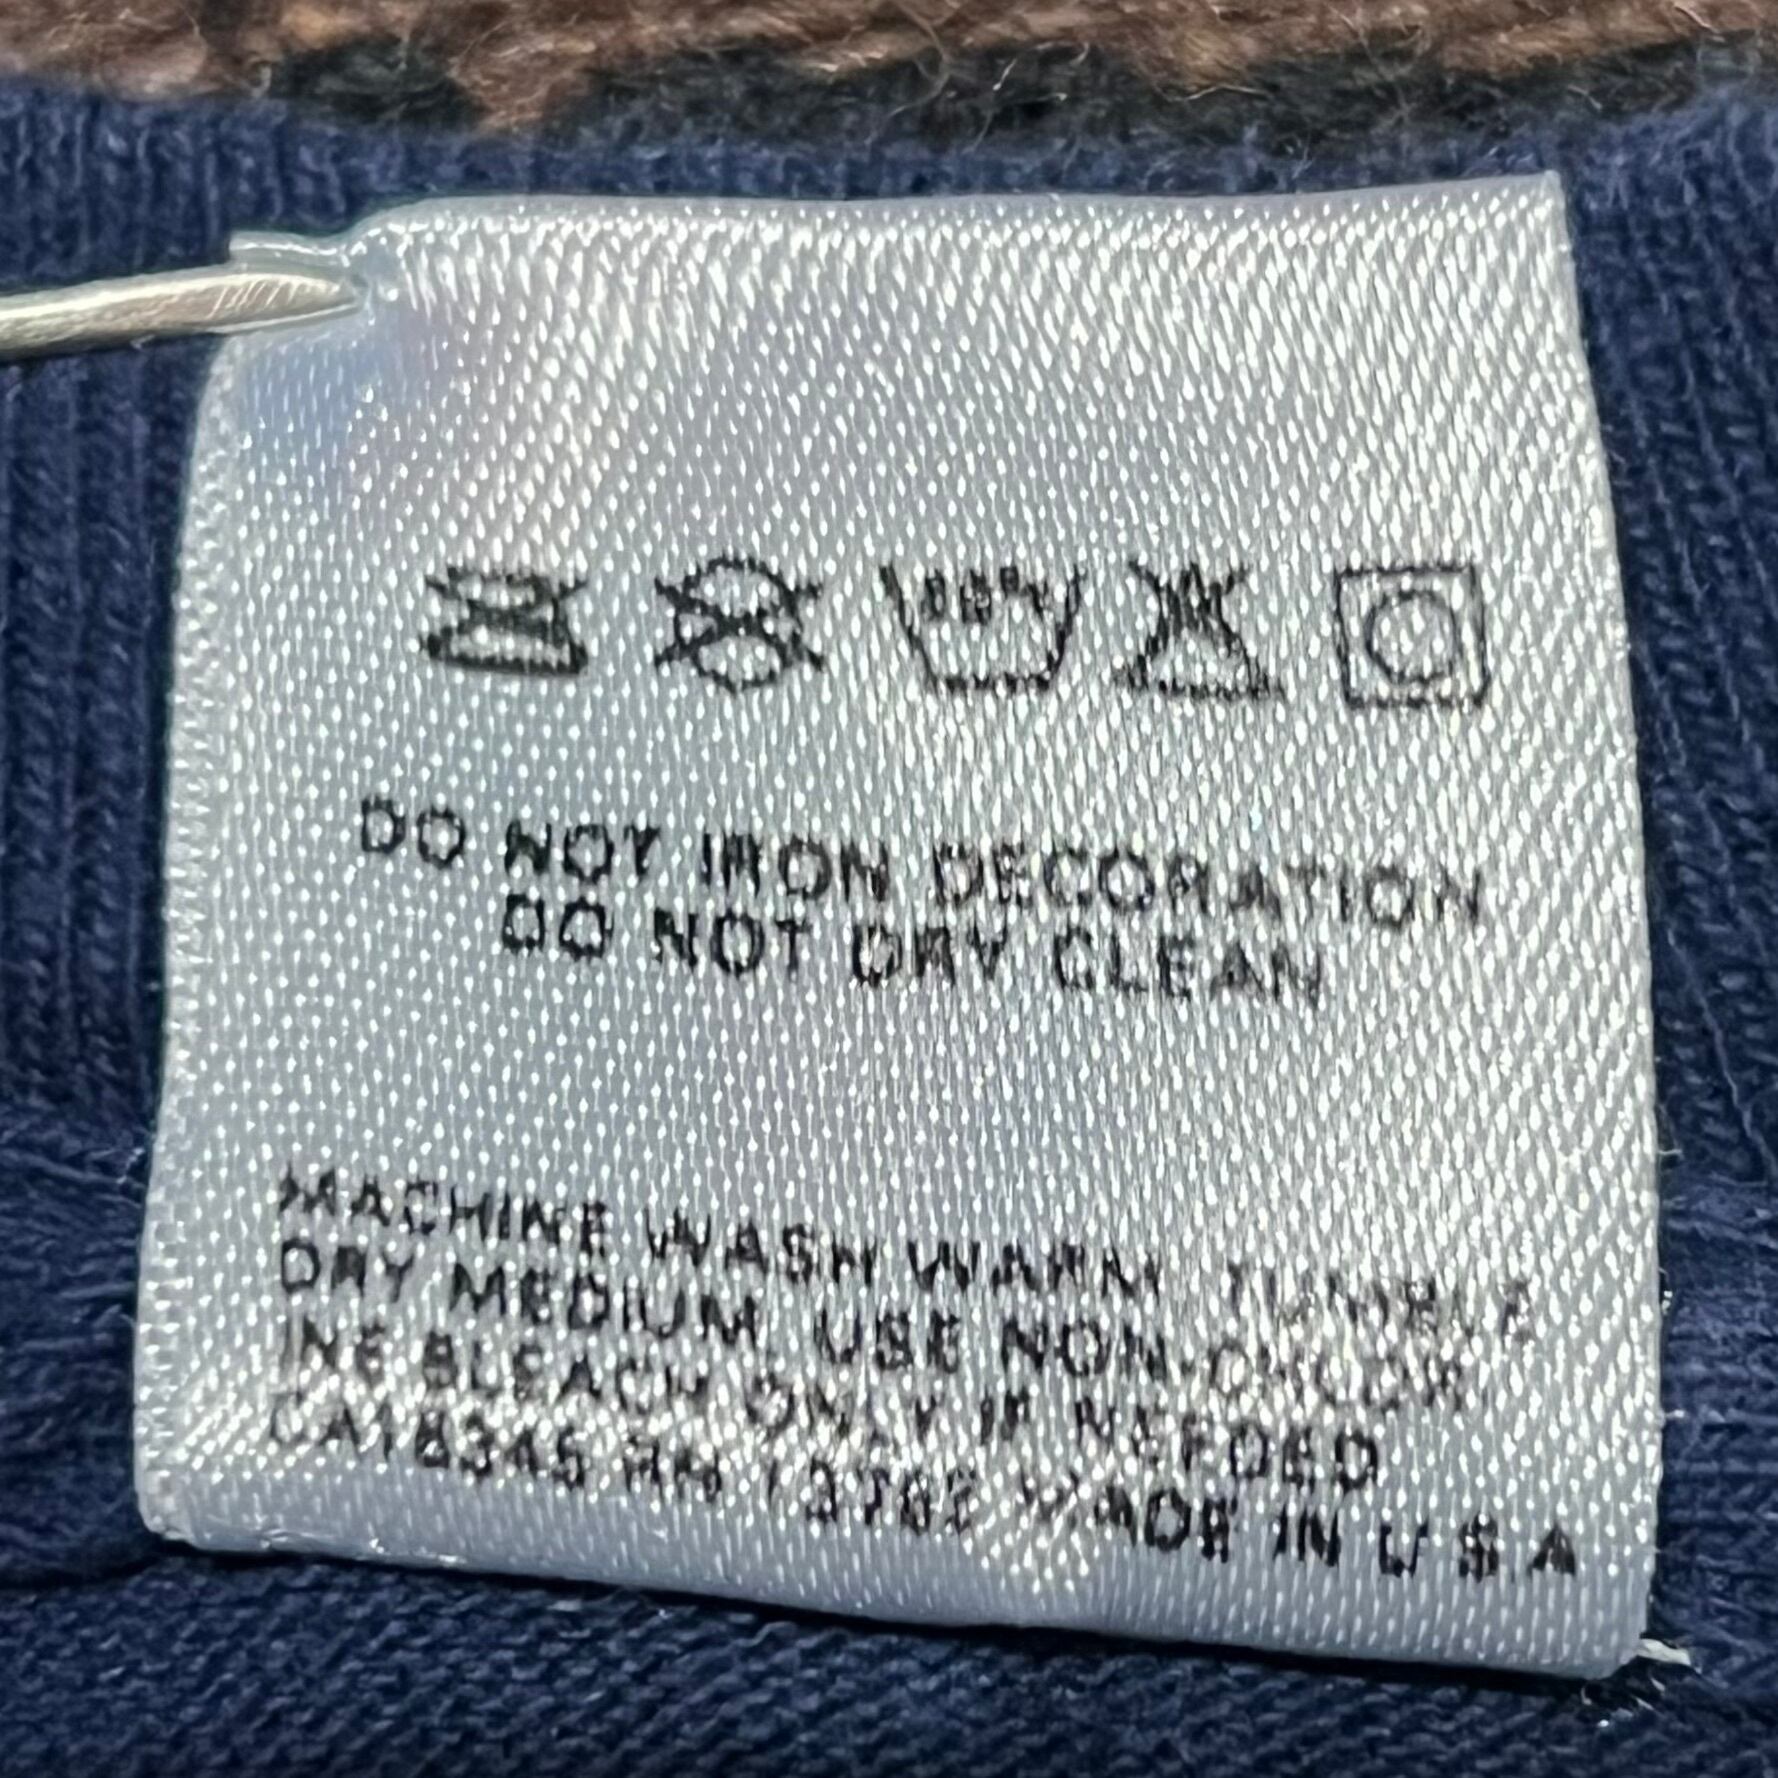 DO NOT IRON DECORATION
DO NOT DRY CLEAN
MACHINE WASH WARM, TUMBLE
DRY MEDIUM, USE NON-CHLOR
INE BLEACH ONLY IF NEEDED
CA18345 RN 13762 MADE IN U S A